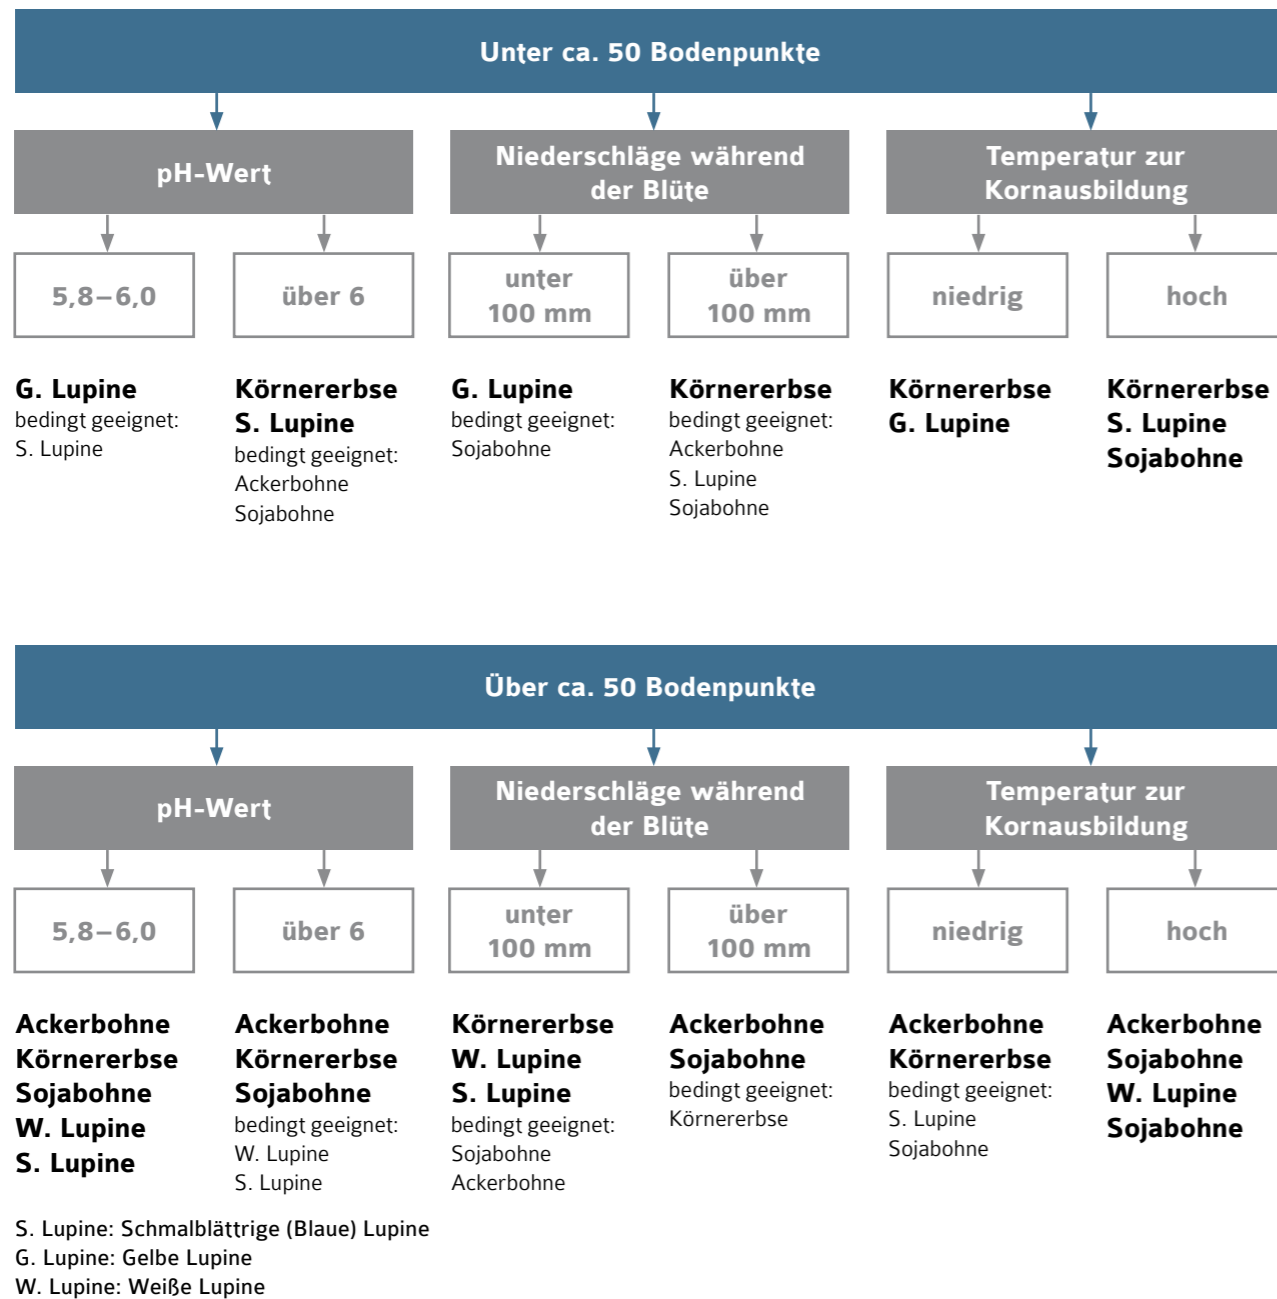 Unter ca. 50 Bodenpunkte
pH-Wert
Niederschläge während
der Blüte
Temperatur zur
Kornausbildung
5,8–6,0
über 6
unter
100 mm
über
100 mm
niedrig
hoch
G. Lupine
bedingt geeignet:
S. Lupine
Körnererbse
S. Lupine
bedingt geeignet:
Ackerbohne
Sojabohne
G. Lupine
bedingt geeignet:
Sojabohne
Körnererbse
bedingt geeignet:
Ackerbohne
S. Lupine
Sojabohne
Körnererbse
G. Lupine
Körnererbse
S. Lupine
Sojabohne
Über ca. 50 Bodenpunkte
pH-Wert
Niederschläge während
der Blüte
Temperatur zur
Kornausbildung
5,8–6,0
über 6
unter
100 mm
über
100 mm
niedrig
hoch
Ackerbohne
Körnererbse
Sojabohne
W. Lupine
S. Lupine
Ackerbohne
Körnererbse
Sojabohne
bedingt geeignet:
W. Lupine
S. Lupine
Körnererbse
W. Lupine
S. Lupine
bedingt geeignet:
Sojabohne
Ackerbohne
Ackerbohne
Sojabohne
bedingt geeignet:
Körnererbse
Ackerbohne
Körnererbse
bedingt geeignet:
S. Lupine
Sojabohne
Ackerbohne
Sojabohne
W. Lupine
Sojabohne
S. Lupine: Schmalblättrige (Blaue) Lupine
G. Lupine: Gelbe Lupine
W. Lupine: Weiße Lupine